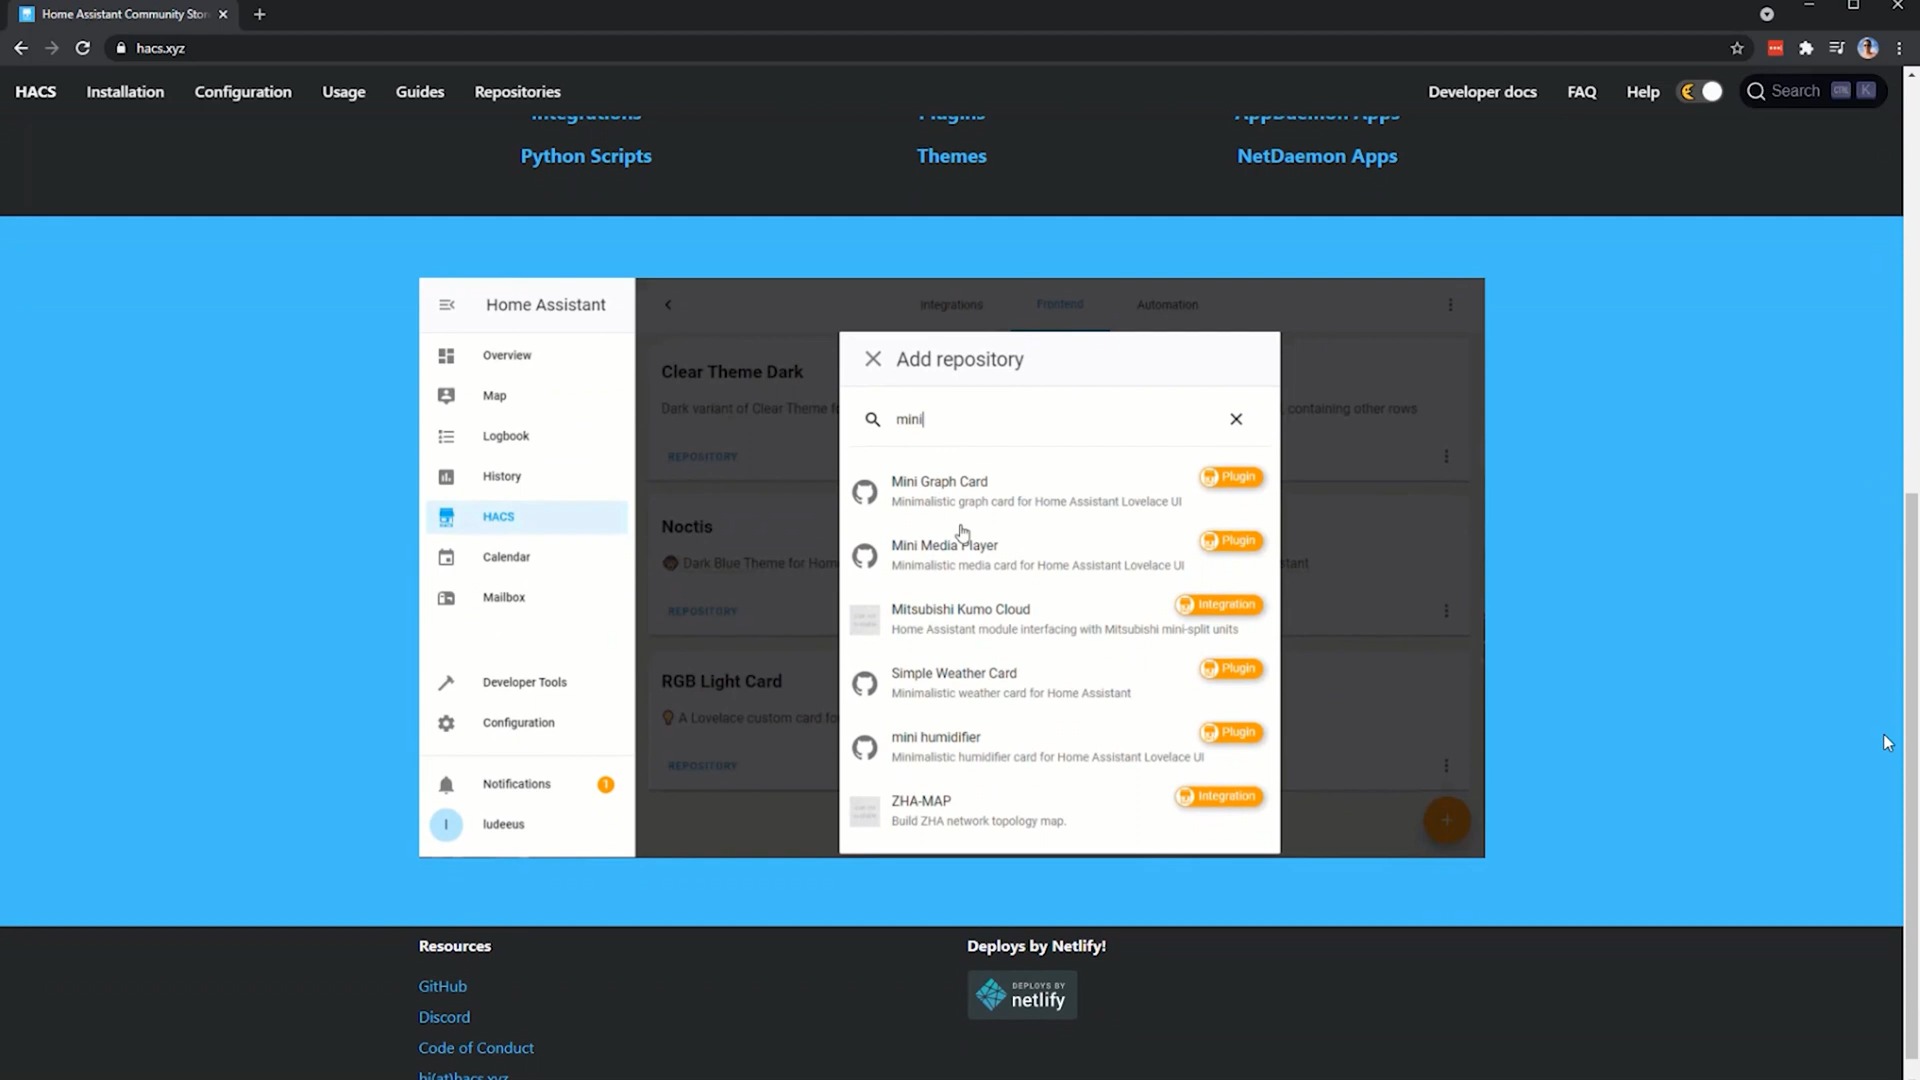 Home Assistant Community Stor
hacs.xyz
HACS
Installation
Configuration
Usage
Guides
Repositories
Developer docs
FAQ
Help
Search
CTRL
K
Integrations
Plugins
AppDaemon Apps
Python Scripts
Themes
NetDaemon Apps
Home Assistant
Overview
Map
Logbook
History
HACS
Calendar
Mailbox
Developer Tools
Configuration
Notifications
1
l
ludeeus
Integrations
Frontend
Automation
Clear Theme Dark
Dark variant of Clear Theme fo
containing other rows
REPOSITORY
Noctis
Dark Blue Theme for Hom
stant
REPOSITORY
RGB Light Card
A Lovelace custom card fo
REPOSITORY
Add repository
mini
Mini Graph Card
Plugin
Minimalistic graph card for Home Assistant Lovelace UI
Mini Media Player
Plugin
Minimalistic media card for Home Assistant Lovelace UI
Mitsubishi Kumo Cloud
Integration
Home Assistant module interfacing with Mitsubishi mini-split units
Simple Weather Card
Plugin
Minimalistic weather card for Home Assistant
mini humidifier
Plugin
Minimalistic humidifier card for Home Assistant Lovelace UI
ZHA-MAP
Integration
Build ZHA network topology map.
Resources
GitHub
Discord
Code of Conduct
hi(at)hacs.xyz
Deploys by Netlify!
DEPLOYS BY
netlify